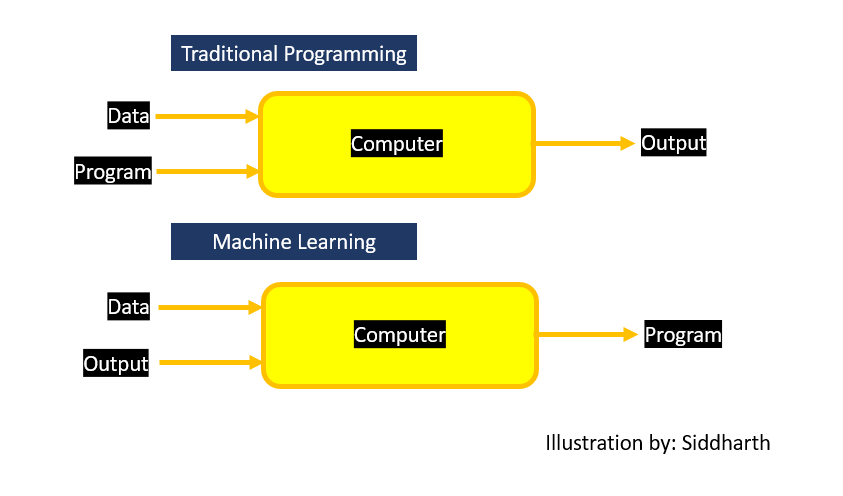 Traditional Programming
Data
Program
Computer
Output
Machine Learning
Data
Output
Computer
Program
Illustration by: Siddharth